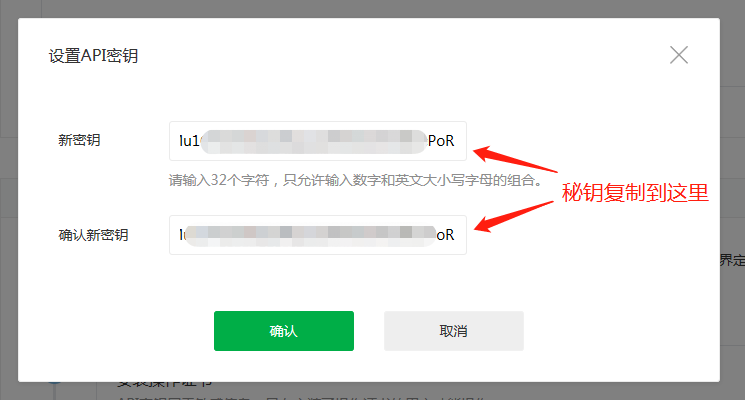 设置API密钥
新密钥
lu1
PoR
请输入32个字符，只允许输入数字和英文大小写字母的组合。
秘钥复制到这里
确认新密钥
lu
oR
界定
确认
取消